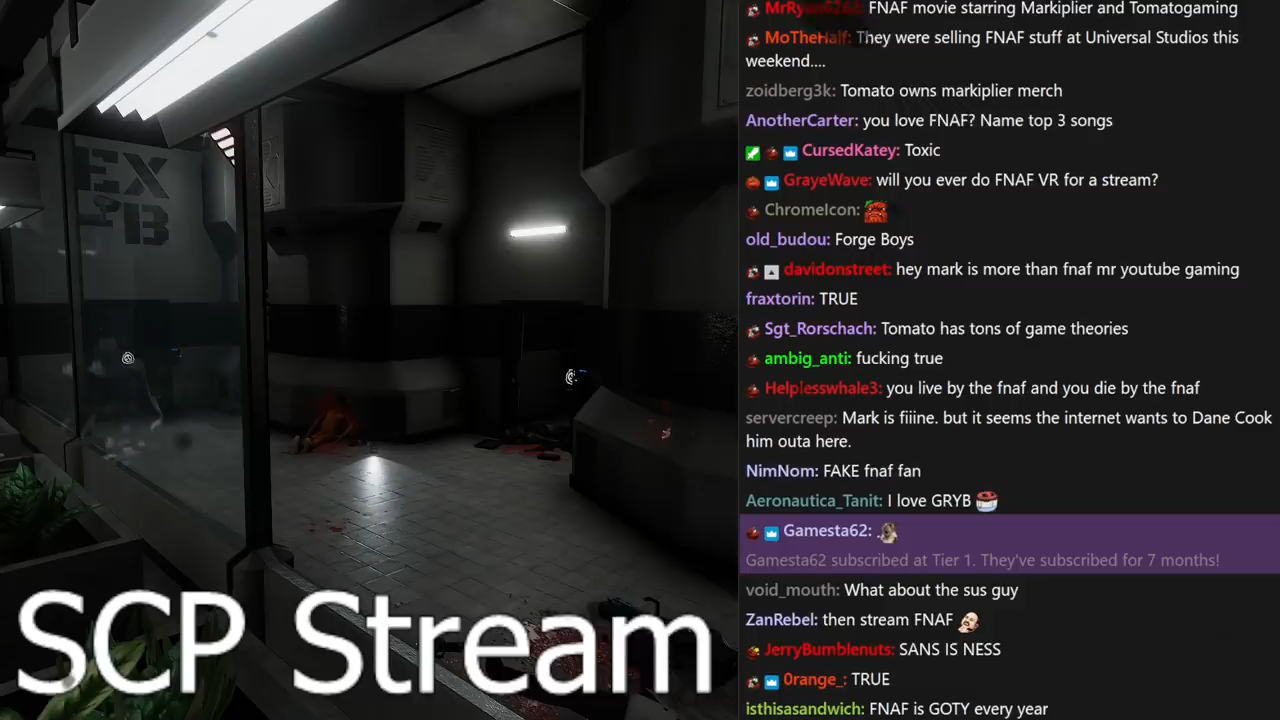 EX
B
SCP Stream
MrRy FNAF movie starring Markiplier and Tomatogaming
MoTheHalf: They were selling FNAF stuff at Universal Studios this
weekend....
zoidberg3k: Tomato owns markiplier merch
AnotherCarter: you love FNAF? Name top 3 songs
CursedKatey: Toxic
GrayeWave: will you ever do FNAF VR for a stream?
ChromeIcon:
old_budou: Forge Boys
davidonstreet: hey mark is more than fnaf mr youtube gaming
fraxtorin: TRUE
Sgt_Rorschach: Tomato has tons of game theories
ambig_anti: fucking true
Helplesswhale3: you live by the fnaf and you die by the fnaf
servercreep: Mark is fiiine. but it seems the internet wants to Dane Cook
him outa here.
NimNom: FAKE fnaf fan
Aeronautica_Tanit: I love GRYB
Gamesta62:
Gamesta62 subscribed at Tier 1. They've subscribed for 7 months!
void_mouth: What about the sus guy
ZanRebel: then stream FNAF
JerryBumblenuts: SANS IS NESS
0range_: TRUE
isthisasandwich: FNAF is GOTY every year